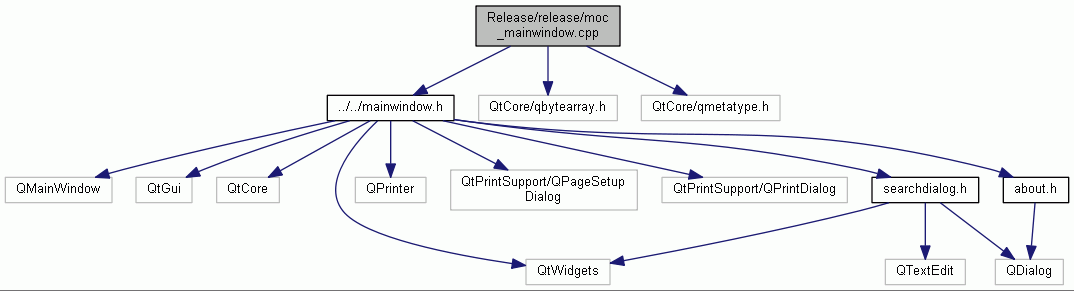 Release/release/moc
_mainwindow.cpp
../../mainwindow.h
QtCore/qbytearray.h
QtCore/qmetatype.h
QMainWindow
QtGui
QtCore
QPrinter
QtPrintSupport/QPageSetup
Dialog
QtPrintSupport/QPrintDialog
searchdialog.h
about.h
QtWidgets
QTextEdit
QDialog